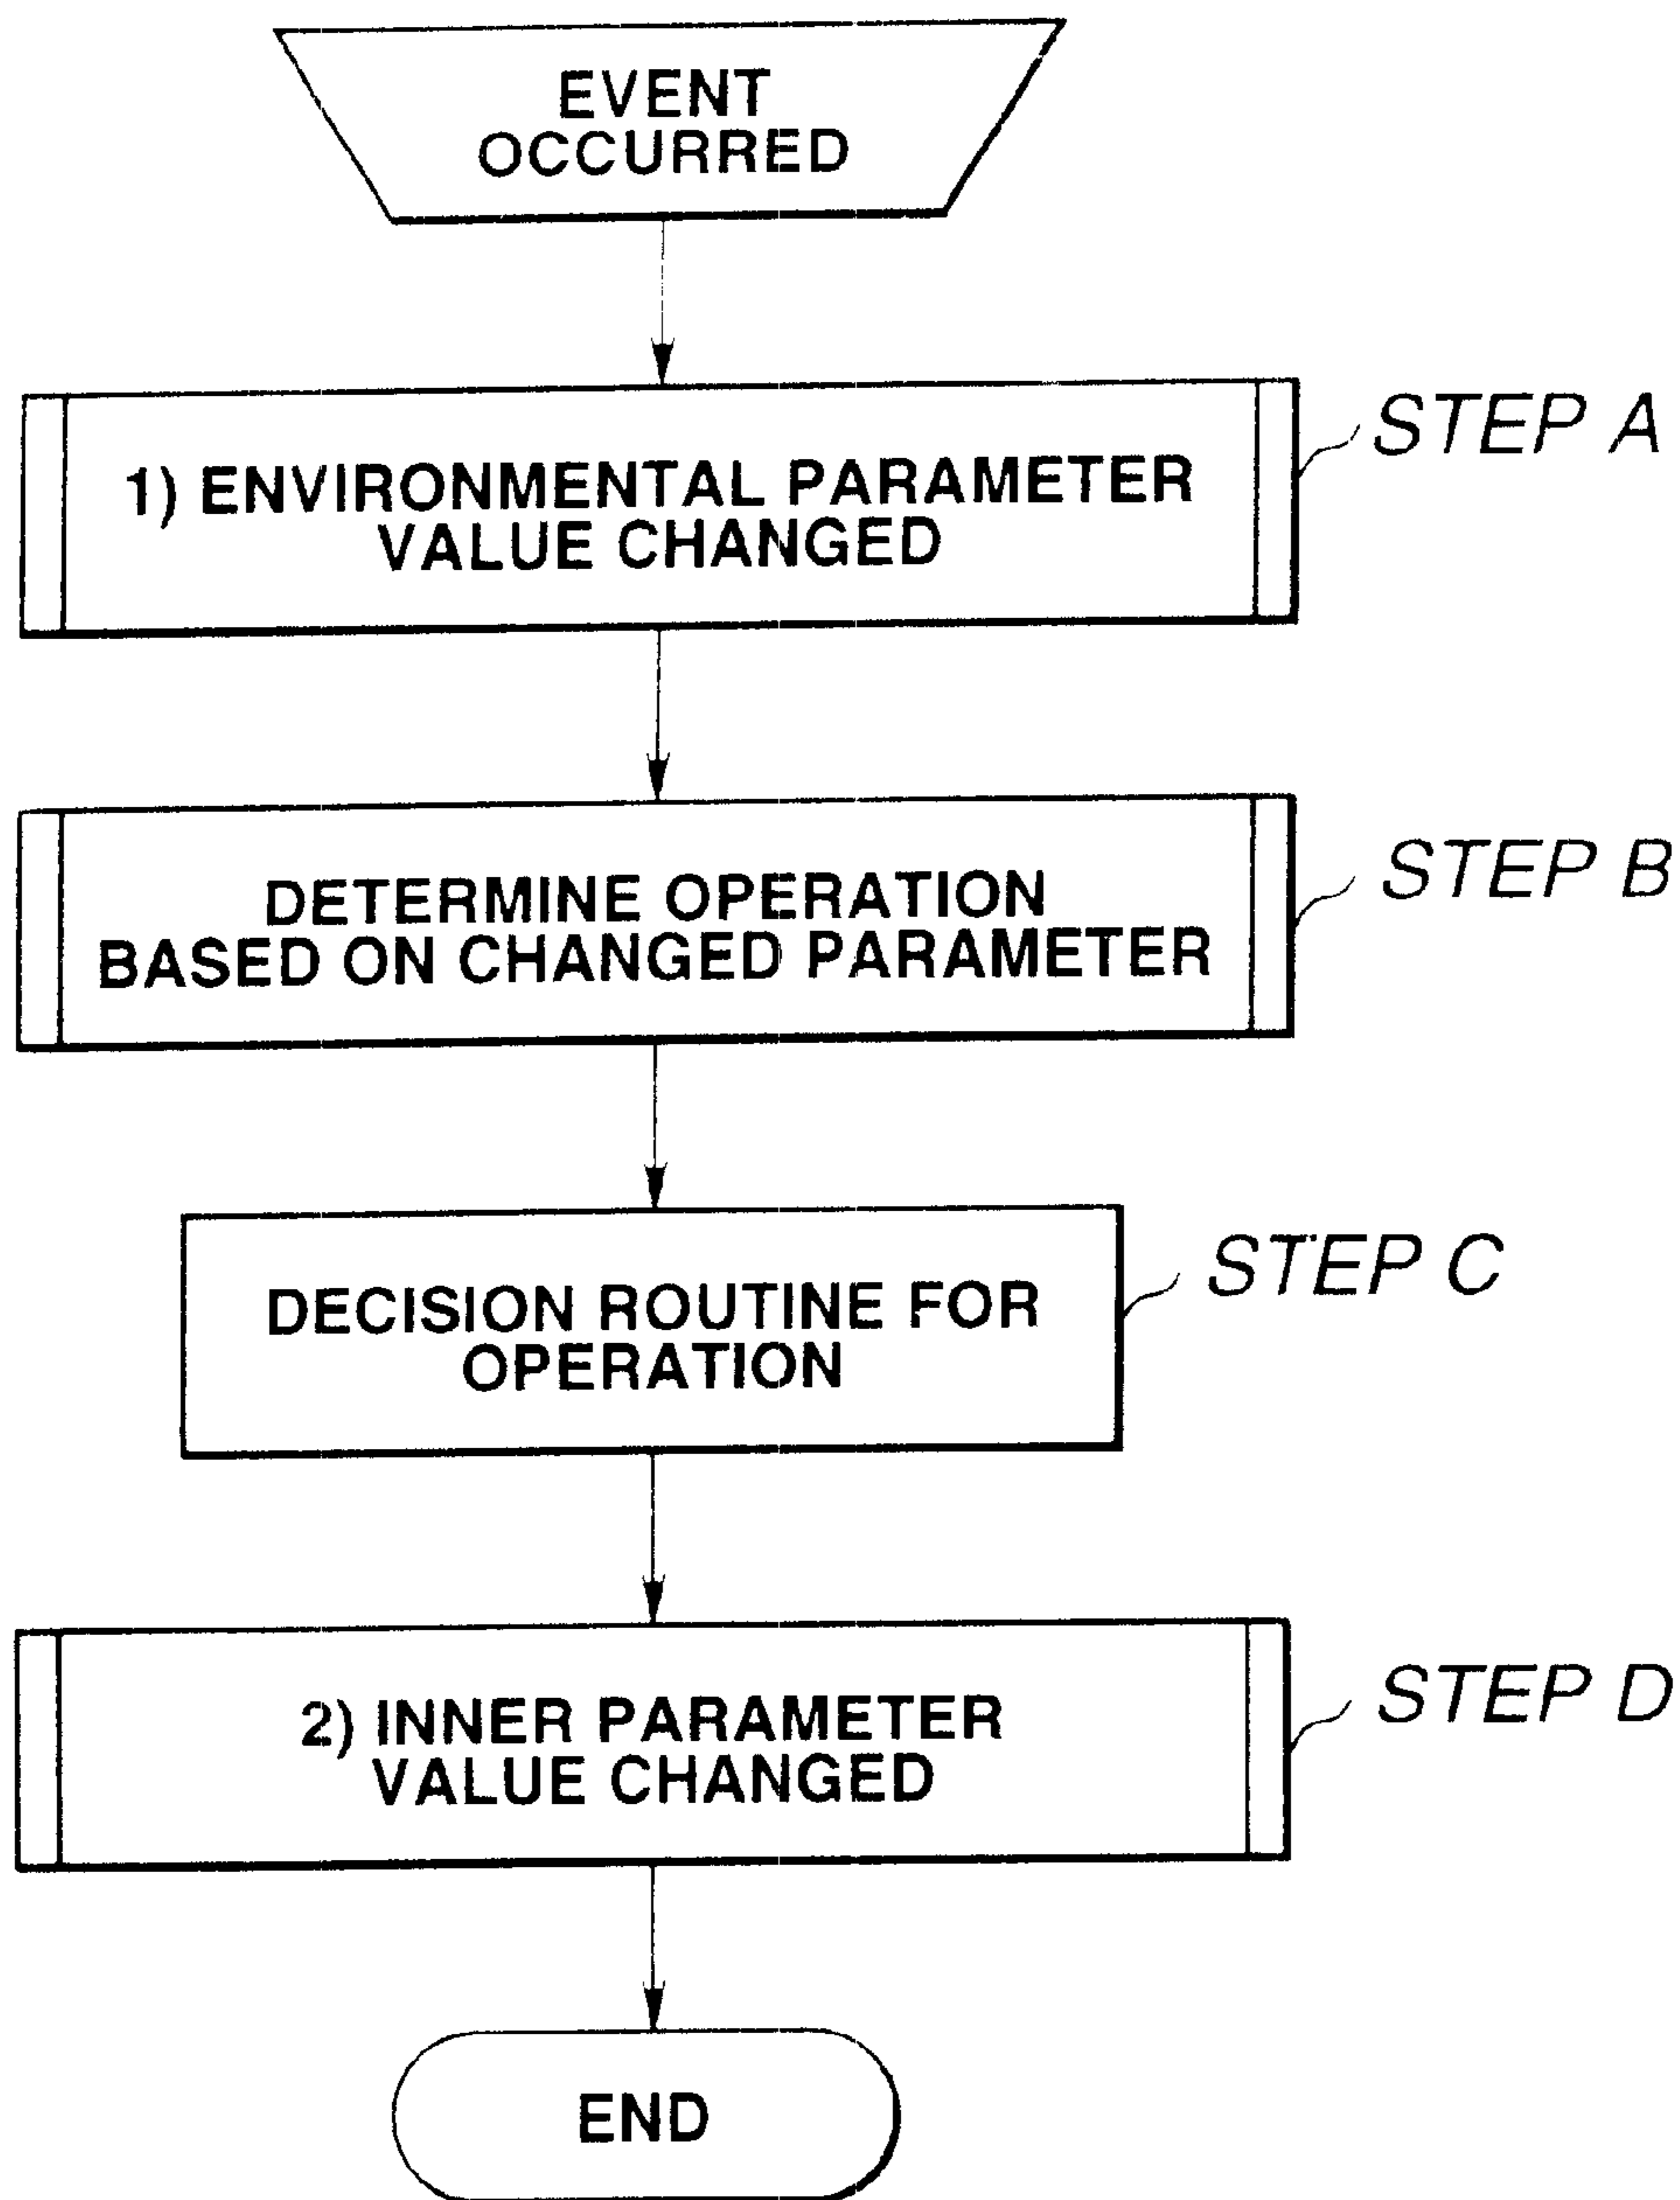 EVENT
OCCURRED
1) ENVIRONMENTAL PARAMETER
VALUE CHANGED
STEP A
DETERMINE OPERATION
BASED ON CHANGED PARAMETER
STEP B
DECISION ROUTINE FOR
OPERATION
STEP C
2) INNER PARAMETER
VALUE CHANGED
STEP D
END